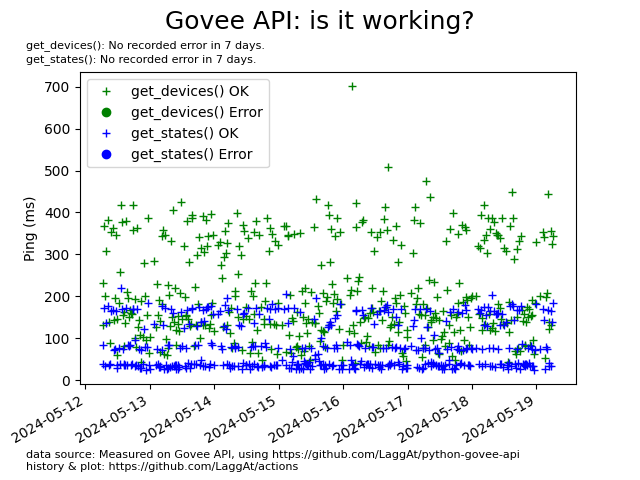 Govee API: is it working?
get_devices(): No recorded error in 7 days.
get_states(): No recorded error in 7 days.
700
600
500
400
300
200
100
0
Ping (ms)
get_devices() OK
get_devices() Error
get_states() OK
get_states() Error
2024-05-12
2024-05-13
2024-05-14
2024-05-15
2024-05-16
2024-05-17
2024-05-18
2024-05-19
data source: Measured on Govee API, using https://github.com/LaggAt/python-govee-api
history & plot: https://github.com/LaggAt/actions